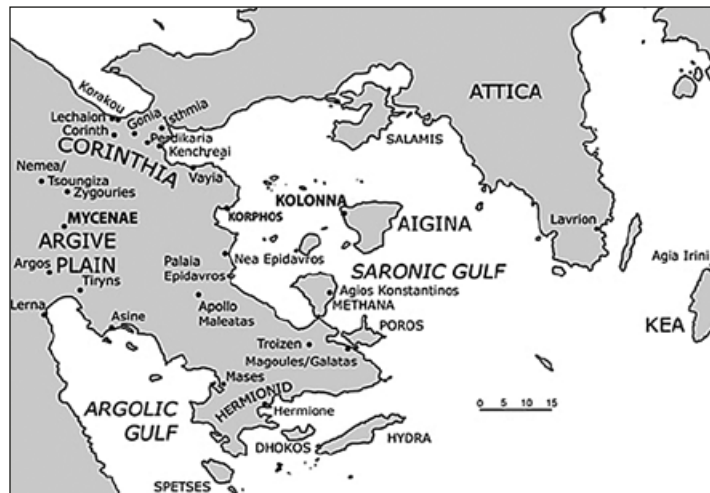 Korakou
Lechaion
Gonia
Isthmia
Corinth
Perdikaria
Kenchreai
CORINTHIA
Vayia
Nemea/
Tsoungiza
Zygouries
MYCENAE
ARGIVE
PLAIN
Argos
Tiryns
Lerna
Asine
KORPHOS
Palaia
Epidavros
Nea Epidavros
Apollo
Maleatas
KOLONNA
AIGINA
SARONIC GULF
SALAMIS
ATTICA
Lavrion
Agia Irini
KEA
Agios Konstantinos
METHANA
POROS
Troizen
Magoules/Galatas
Mases
HERMIONID
Hermione
ARGOLIC
GULF
DHOKOS
HYDRA
SPETSES
0 5 10 15